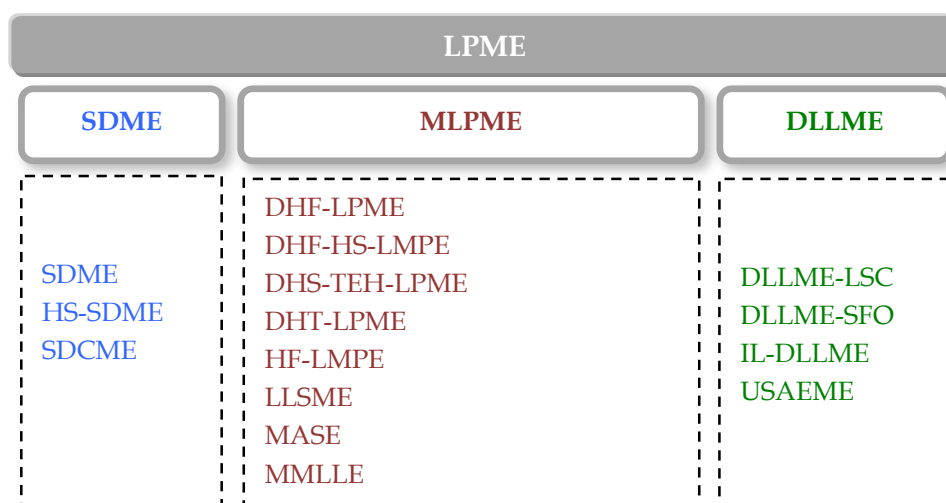 LPME
SDME
MLPME
DLLME
SDME
HS-SDME
SDCME
DHF-LPME
DHF-HS-LMPE
DHS-TEH-LPME
DHT-LPME
HF-LMPE
LLSME
MASE
MMLLE
DLLME-LSC
DLLME-SFO
IL-DLLME
USAEME